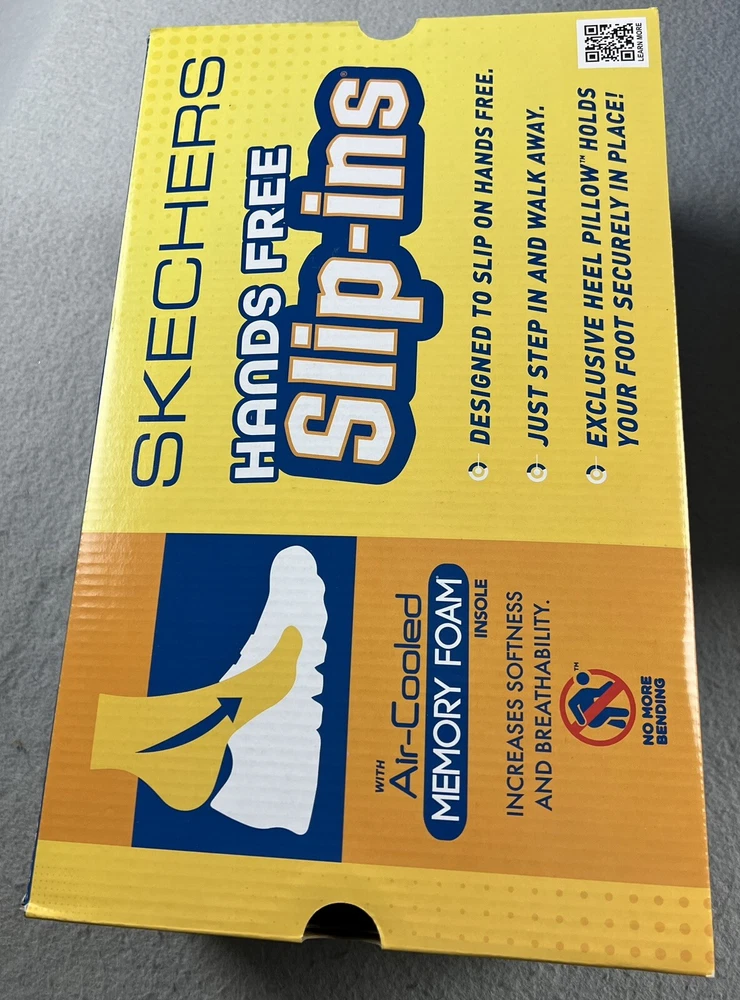 SKECHERS
HANDS FREE
Slip-ins®
DESIGNED TO SLIP ON HANDS FREE.
JUST STEP IN AND WALK AWAY.
EXCLUSIVE HEEL PILLOW™ HOLDS
YOUR FOOT SECURELY IN PLACE!
LEARN MORE
WITH
Air-Cooled
MEMORY FOAM
INSOLE
INCREASES SOFTNESS
AND BREATHABILITY.
TM
NO MORE
BENDING